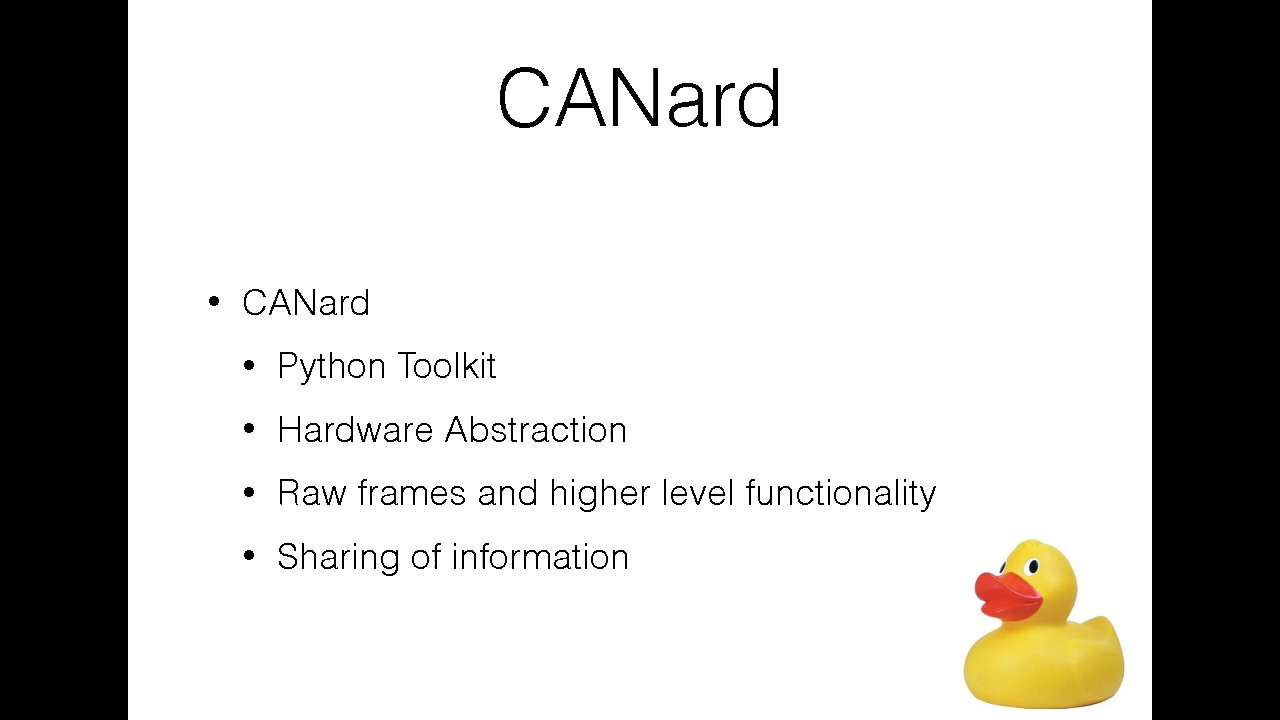 CANard
• CANard
• Python Toolkit
• Hardware Abstraction
• Raw frames and higher level functionality
• Sharing of information